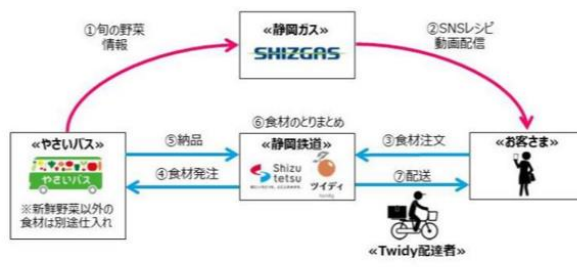 ①旬の野菜
情報
≪静岡ガス≫
SHIZGAS
②SNSレシピ
動画配信
⑥食材のとりまとめ
≪やさいバス≫
やさいバス
※新鮮野菜以外の
食材は別途仕入れ
⑤納品
④食材発注
≪静岡鉄道≫
Shizu
tetsu
ツイディ
twidy
③食材注文
⑦配送
≪お客さま≫
≪Twidy配達者≫